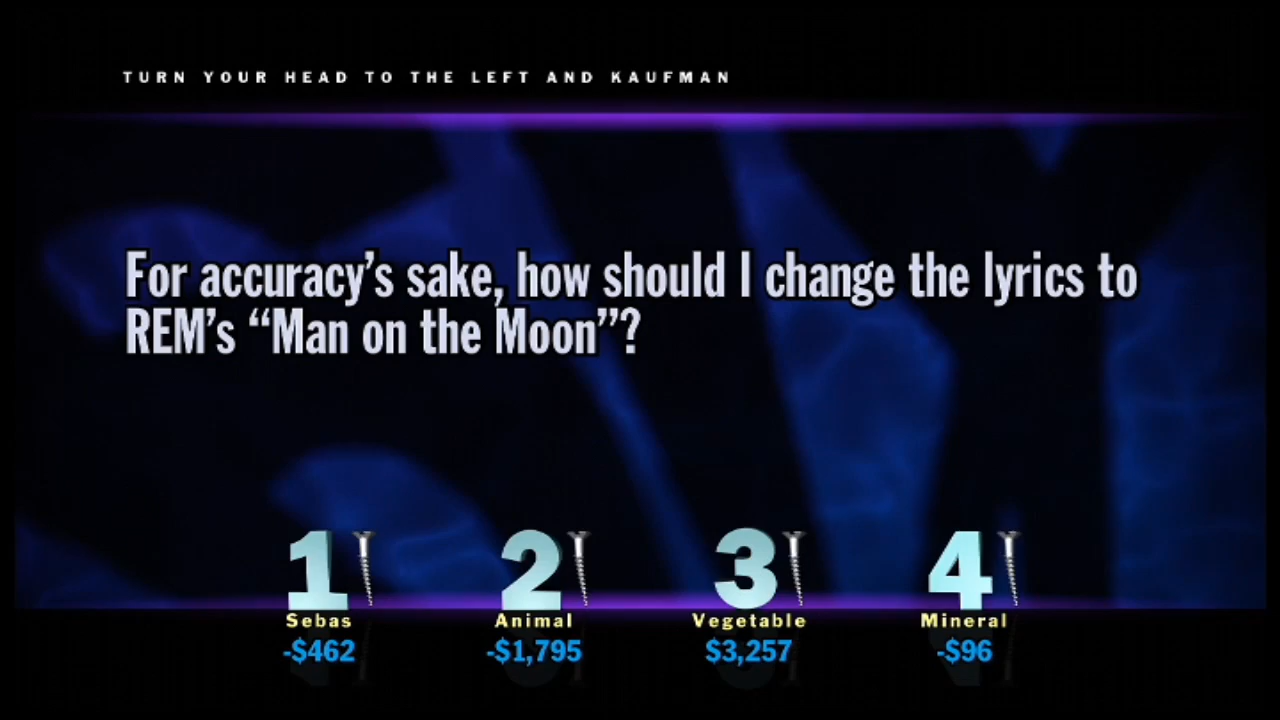 TURN YOUR HEAD TO THE LEFT AND KAUFMAN
For accuracy’s sake, how should I change the lyrics to
REM’s “Man on the Moon”?
1 2 3 4
Sebas Animal Vegetable Mineral
-$462 -$1,795 $3,257 -$96